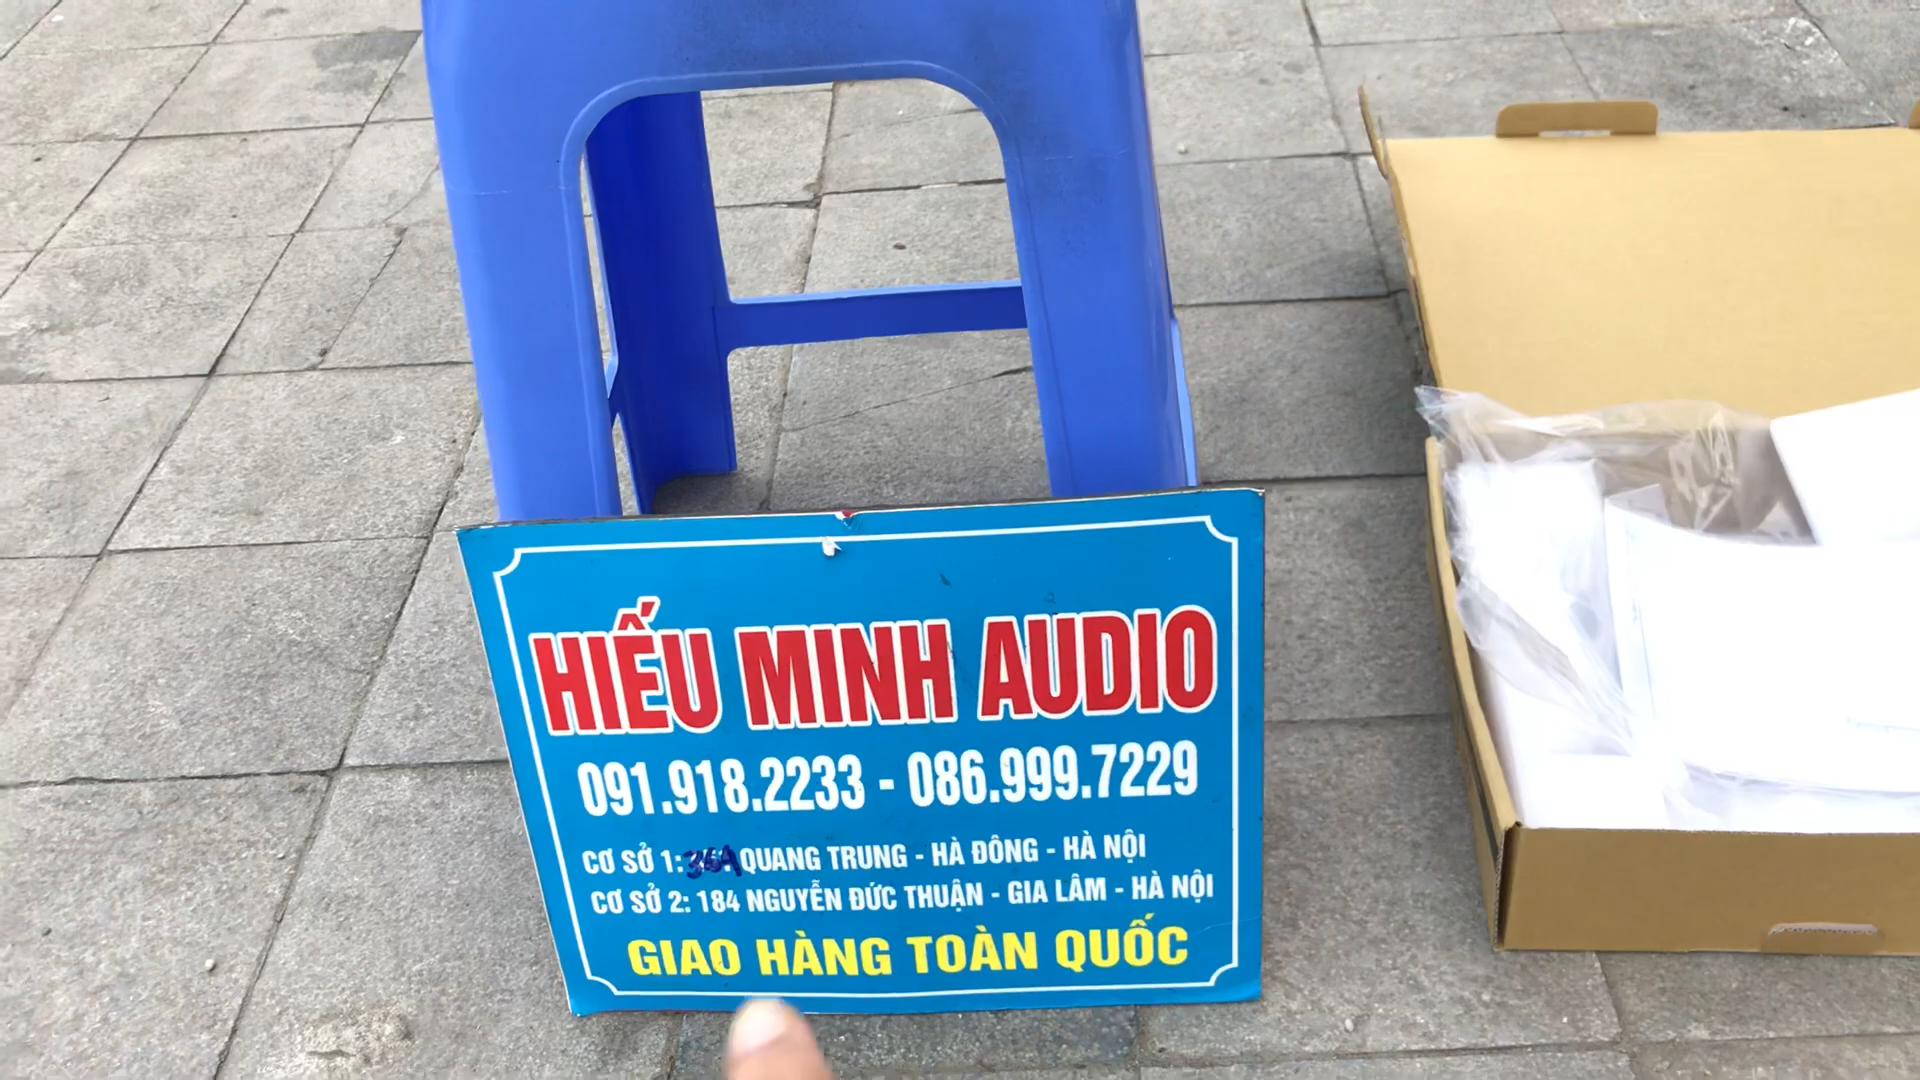 HIẾU MINH AUDIO
091.918.2233 - 086.999.7229
CƠ SỞ 1: 364 QUANG TRUNG - HÀ ĐÔNG - HÀ NỘI
CƠ SỞ 2: 184 NGUYỄN ĐỨC THUẬN - GIA LÂM - HÀ NỘI
GIAO HÀNG TOÀN QUỐC